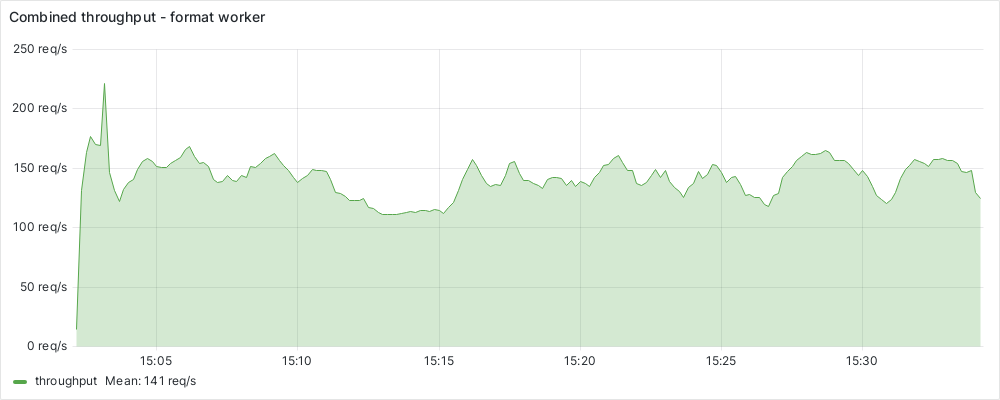 Combined throughput - format worker
250 req/s
200 req/s
150 req/s
100 req/s
50 req/s
0 req/s
15:05 15:10 15:15 15:20 15:25 15:30
throughput Mean: 141 req/s